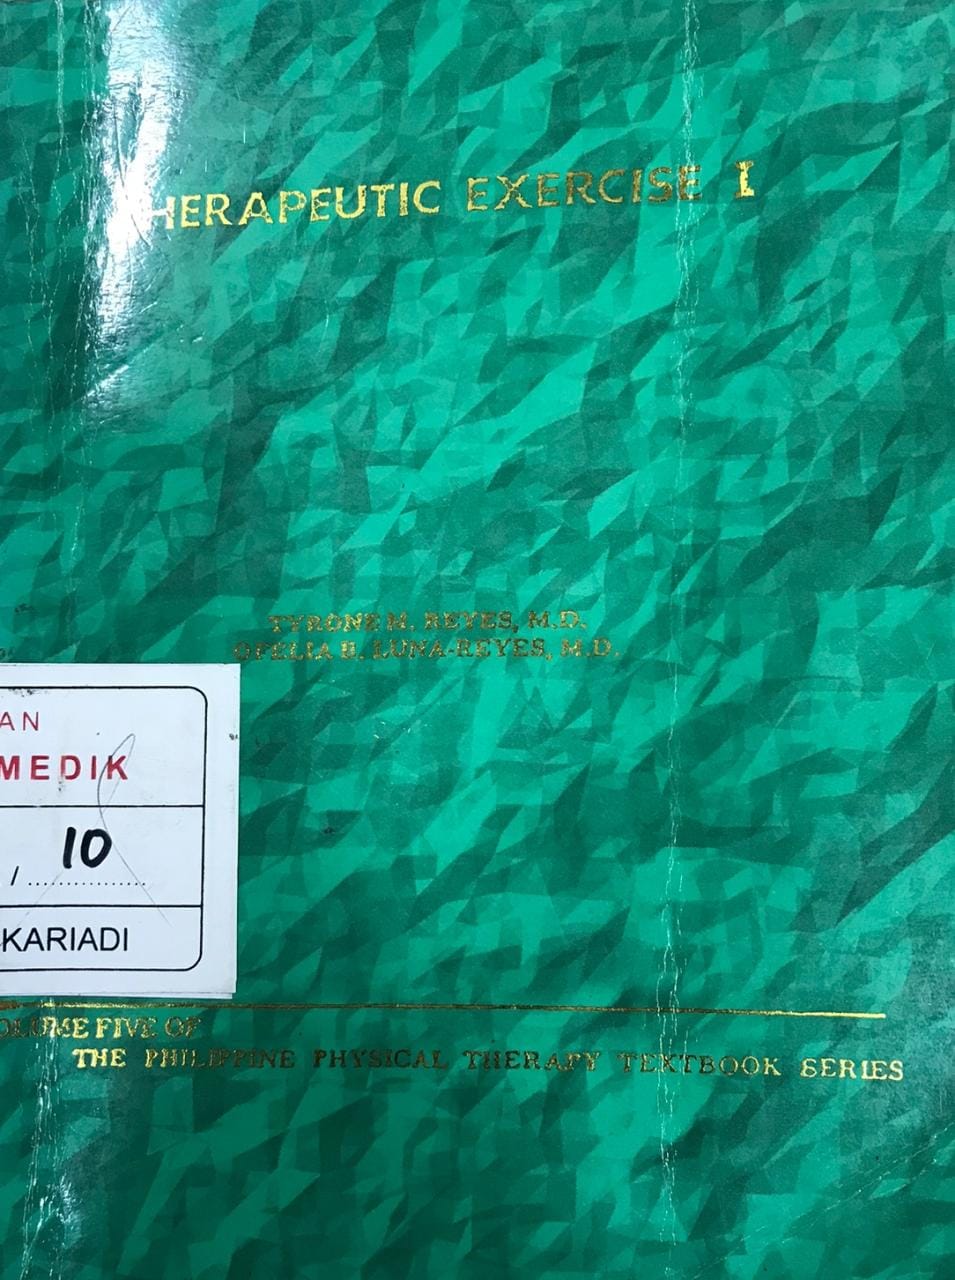 HERAPEUTIC EXERCISE I
TYRONE M. REYES, M.D.
OFELIA B. LUNA-REYES, M.D.
AN
MEDIK
10
/ ................
KARIADI
OLUME FIVE OF
THE PHILIPPINE PHYSICAL THERAPY TEXTBOOK SERIES